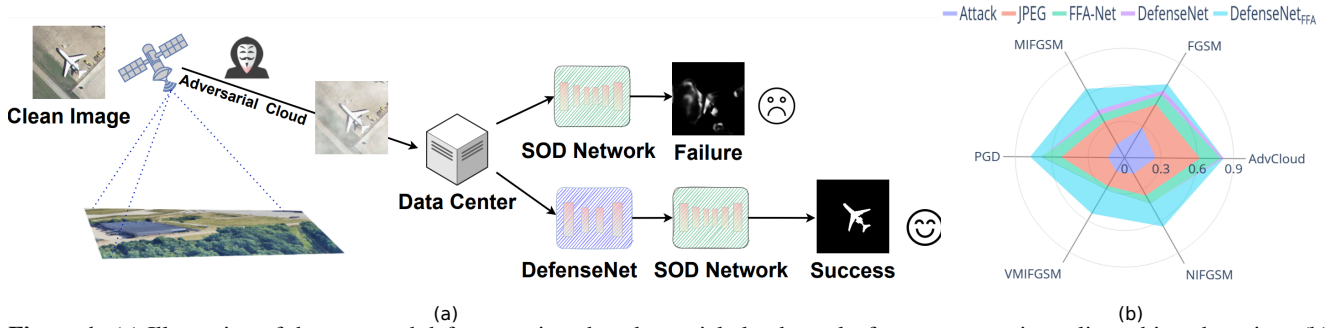 Clean Image
Adversarial Cloud
Data Center
SOD Network
Failure
DefenseNet
SOD Network
Success
(a)
Attack JPEG FFA-Net DefenseNet DefenseNetFFA
MIFGSM
FGSM
PGD
0 0.3 0.6 0.9
AdvCloud
VMIFGSM
NIFGSM
(b)